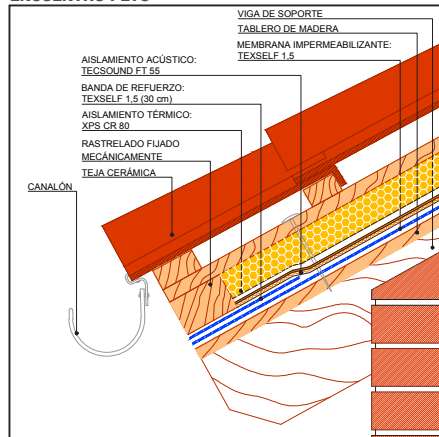 VIGA DE SOPORTE
TABLERO DE MADERA
MEMBRANA IMPERMEABILIZANTE:
TEXSELF 1,5
AISLAMIENTO ACÚSTICO:
TECSOUND FT 55
BANDA DE REFUERZO:
TEXSELF 1,5 (30 cm)
AISLAMIENTO TÉRMICO:
XPS CR 80
RASTRELADO FIJADO
MECÁNICAMENTE
TEJA CERÁMICA
CANALÓN